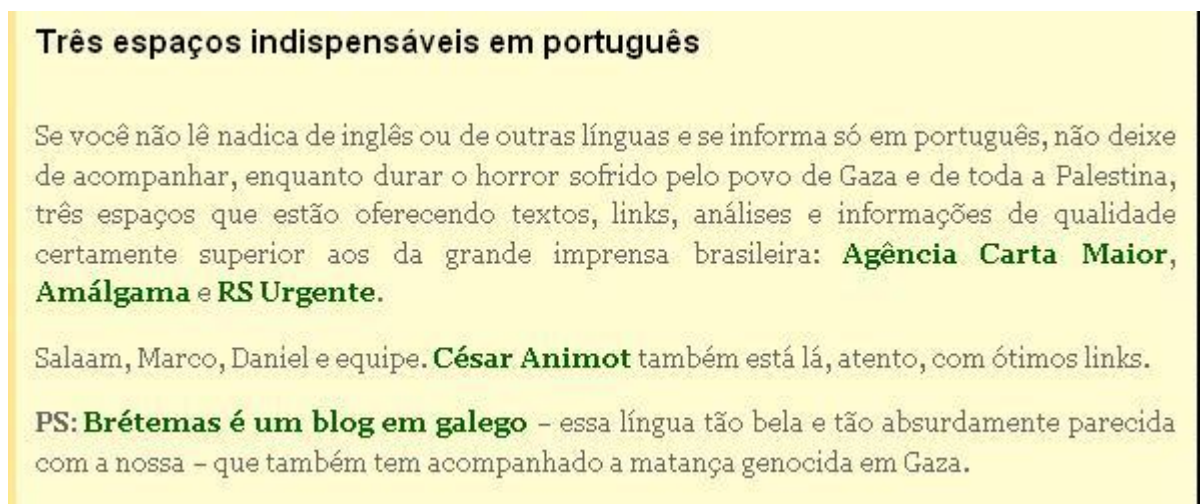 Três espaços indispensáveis em português
Se você não lê nadica de inglês ou de outras línguas e se informa só em português, não deixe
de acompanhar, enquanto durar o horror sofrido pelo povo de Gaza e de toda a Palestina,
três espaços que estão oferecendo textos, links, análises e informações de qualidade
certamente superior aos da grande imprensa brasileira: Agência Carta Maior,
Amálgama e RS Urgente.
Salaam, Marco, Daniel e equipe. César Animot também está lá, atento, com ótimos links.
PS: Brétemas é um blog em galego – essa língua tão bela e tão absurdamente parecida
com a nossa – que também tem acompanhado a matança genocida em Gaza.